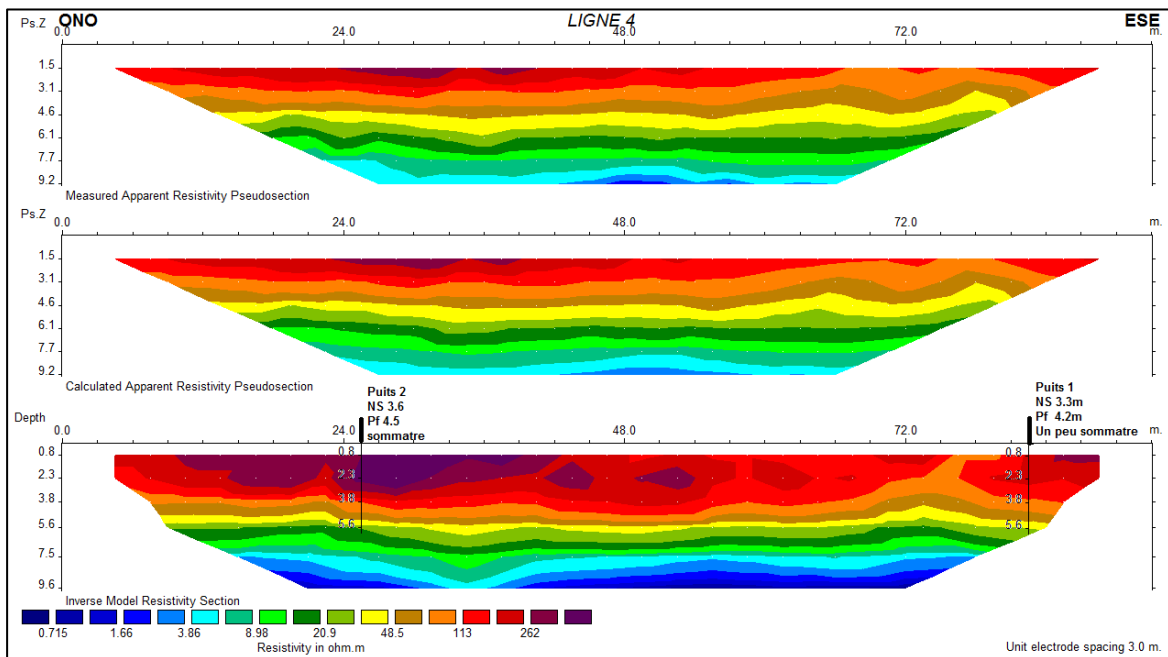 ONO LIGNE 4 ESE
Ps.Z 0.0 24.0 48.0 72.0 m.
1.5
3.1
4.6
6.1
7.7
9.2
Measured Apparent Resistivity Pseudosection
Ps.Z 0.0 24.0 48.0 72.0 m.
1.5
3.1
4.6
6.1
7.7
9.2
Calculated Apparent Resistivity Pseudosection
Puits 2
NS 3.6
Pf 4.5
sommatre
Puits 1
NS 3.3m
Pf 4.2m
Un peu sommatre
Depth 0.0 24.0 48.0 72.0 m.
0.8 0.8 0.8
2.3 2.3 2.3
3.8 3.8 3.8
5.6 5.6 5.6
7.5
9.6
Inverse Model Resistivity Section
0.715 1.66 3.86 8.98 20.9 48.5 113 262
Resistivity in ohm.m
Unit electrode spacing 3.0 m.